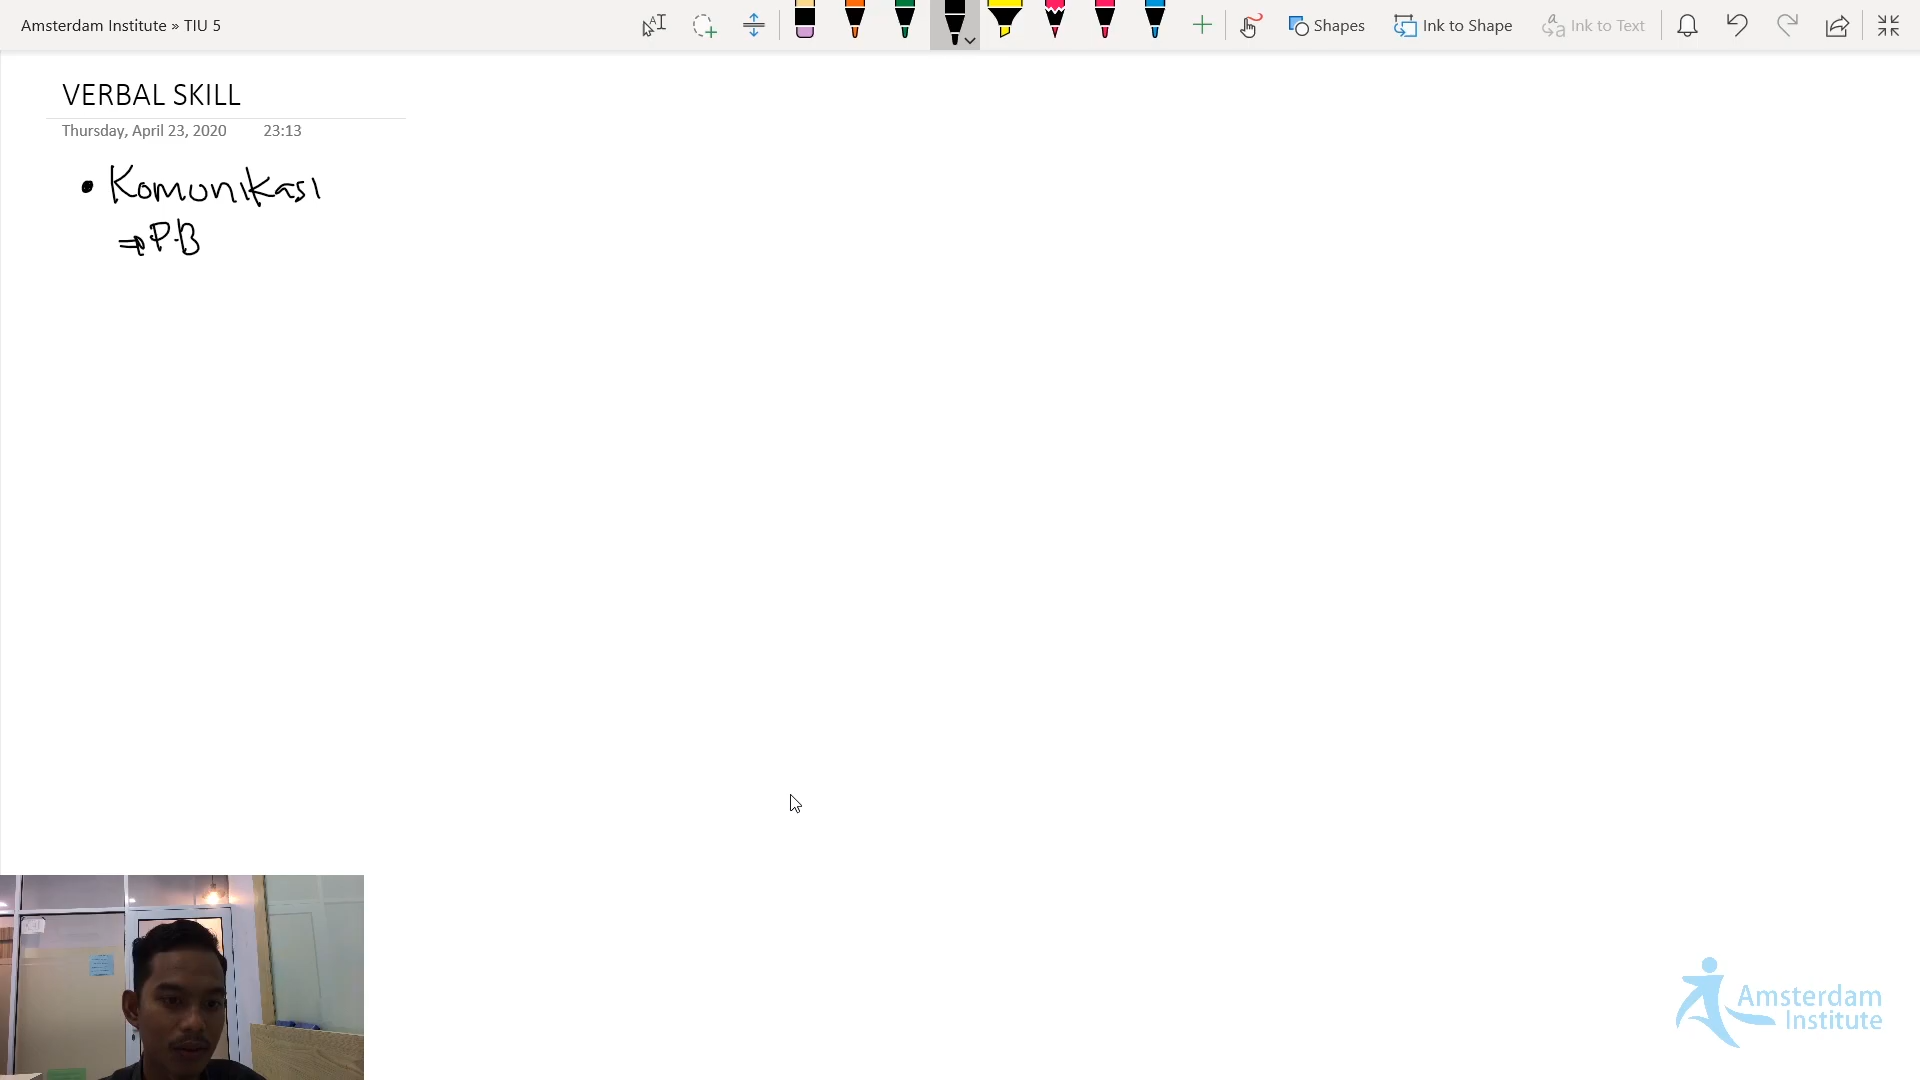 Amsterdam Institute » TIU 5
Shapes
Ink to Shape
Ink to Text
VERBAL SKILL
Thursday, April 23, 2020 23:13
• Komunikasi
⇒ P.B
Amsterdam
Institute